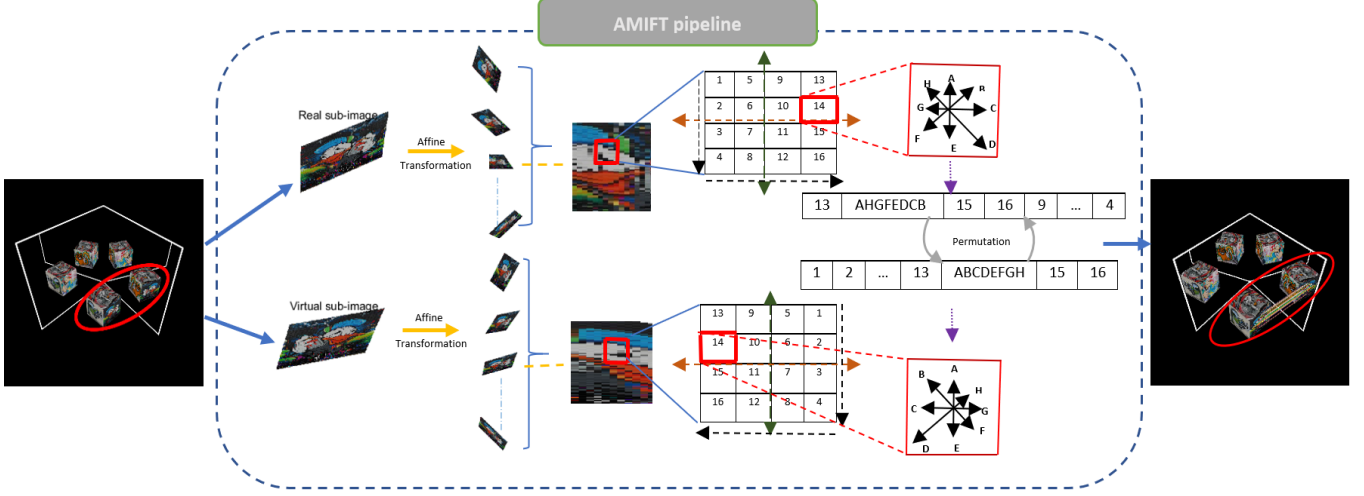 AMIFT pipeline
Real sub-image
Affine
Transformation
1 5 9 13
2 6 10 14
3 7 11 15
4 8 12 16
A
H B
G C
F
E D
13 AHGFEDCB 15 16 9 ... 4
Permutation
1 2 ... 13 ABCDEFGH 15 16
Virtual sub-image
Affine
Transformation
13 9 5 1
14 10 6 2
15 11 7 3
16 12 8 4
A
B H
C G
F
D E